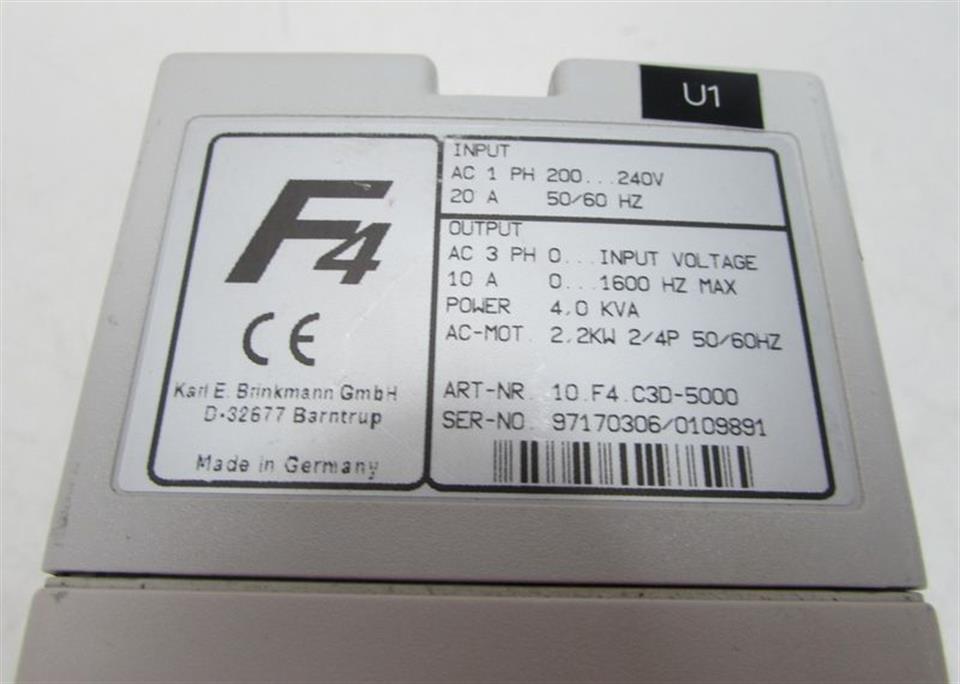 U1
F4
CE
Karl E. Brinkmann GmbH
D-32677 Barntrup
Made in Germany
INPUT
AC 1 PH 200...240V
20 A 50/60 HZ
OUTPUT
AC 3 PH 0...INPUT VOLTAGE
10 A 0...1600 HZ MAX
POWER 4,0 KVA
AC-MOT. 2,2KW 2/4P 50/60HZ
ART-NR. 10.F4.C3D-5000
SER-NO. 97170306/0109891